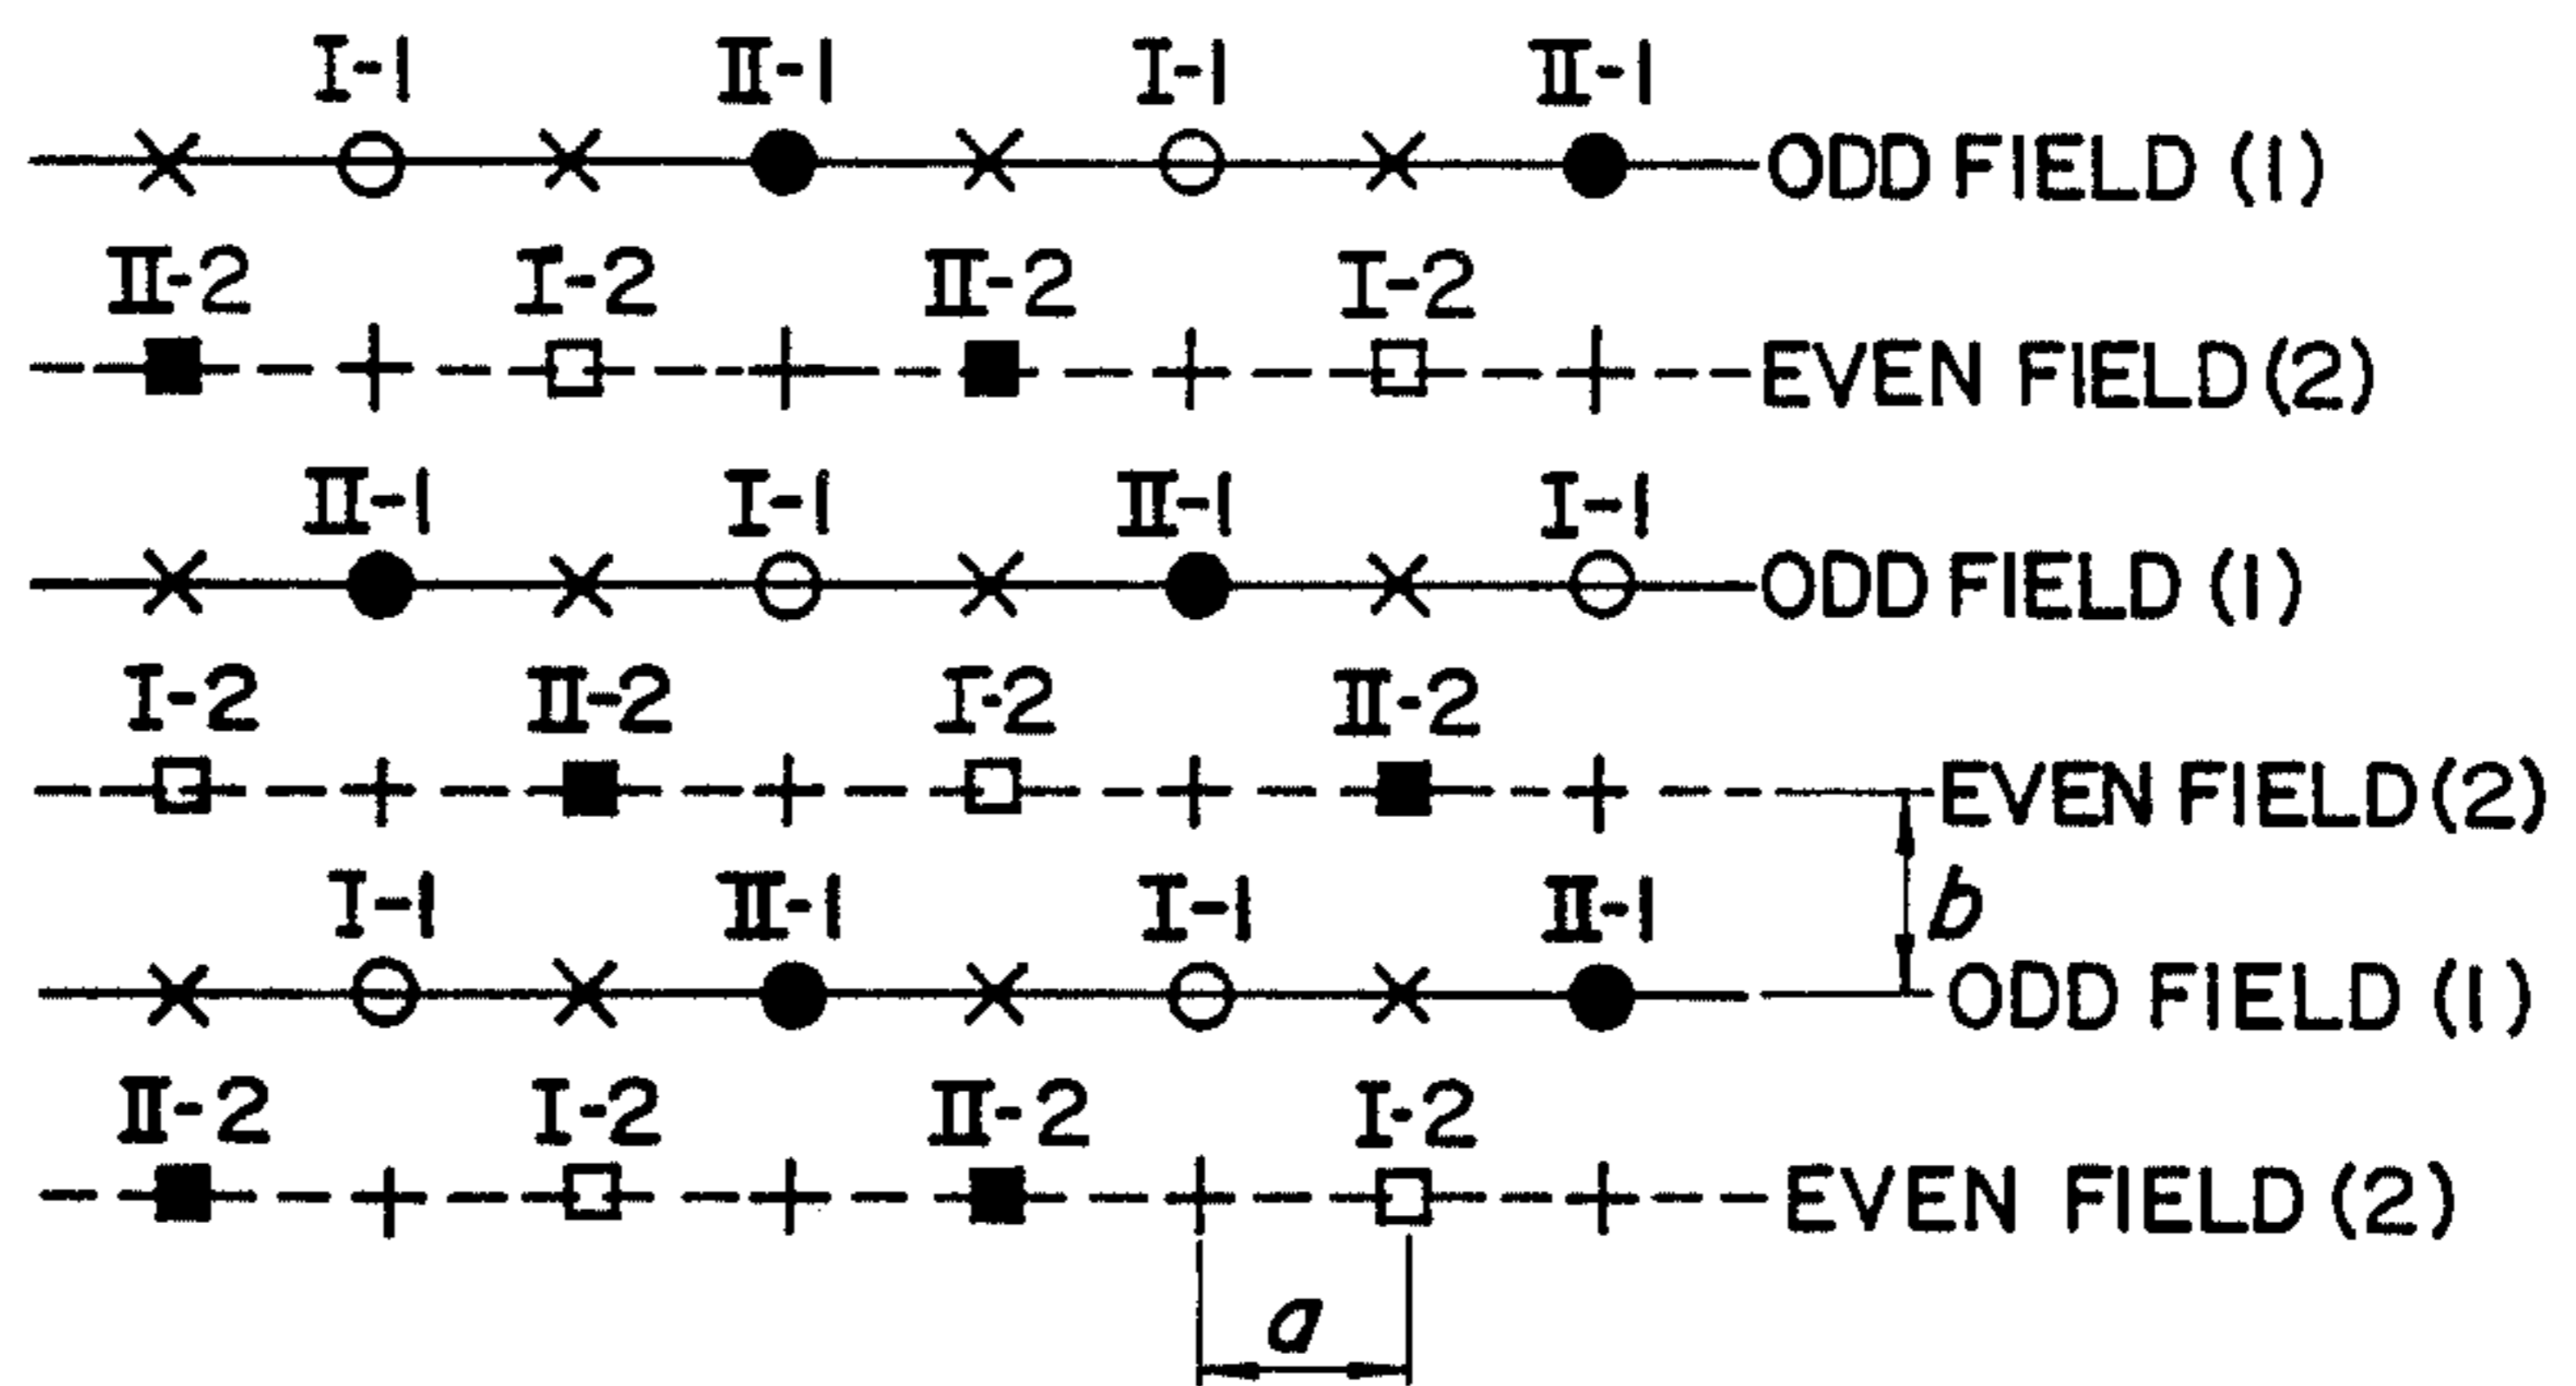 I-1 II-1 I-1 II-1
ODD FIELD (1)
II-2 I-2 II-2 I-2
EVEN FIELD (2)
II-1 I-1 II-1 I-1
ODD FIELD (1)
I-2 II-2 I-2 II-2
EVEN FIELD (2)
b
I-1 II-1 I-1 II-1
ODD FIELD (1)
II-2 I-2 II-2 I-2
EVEN FIELD (2)
a